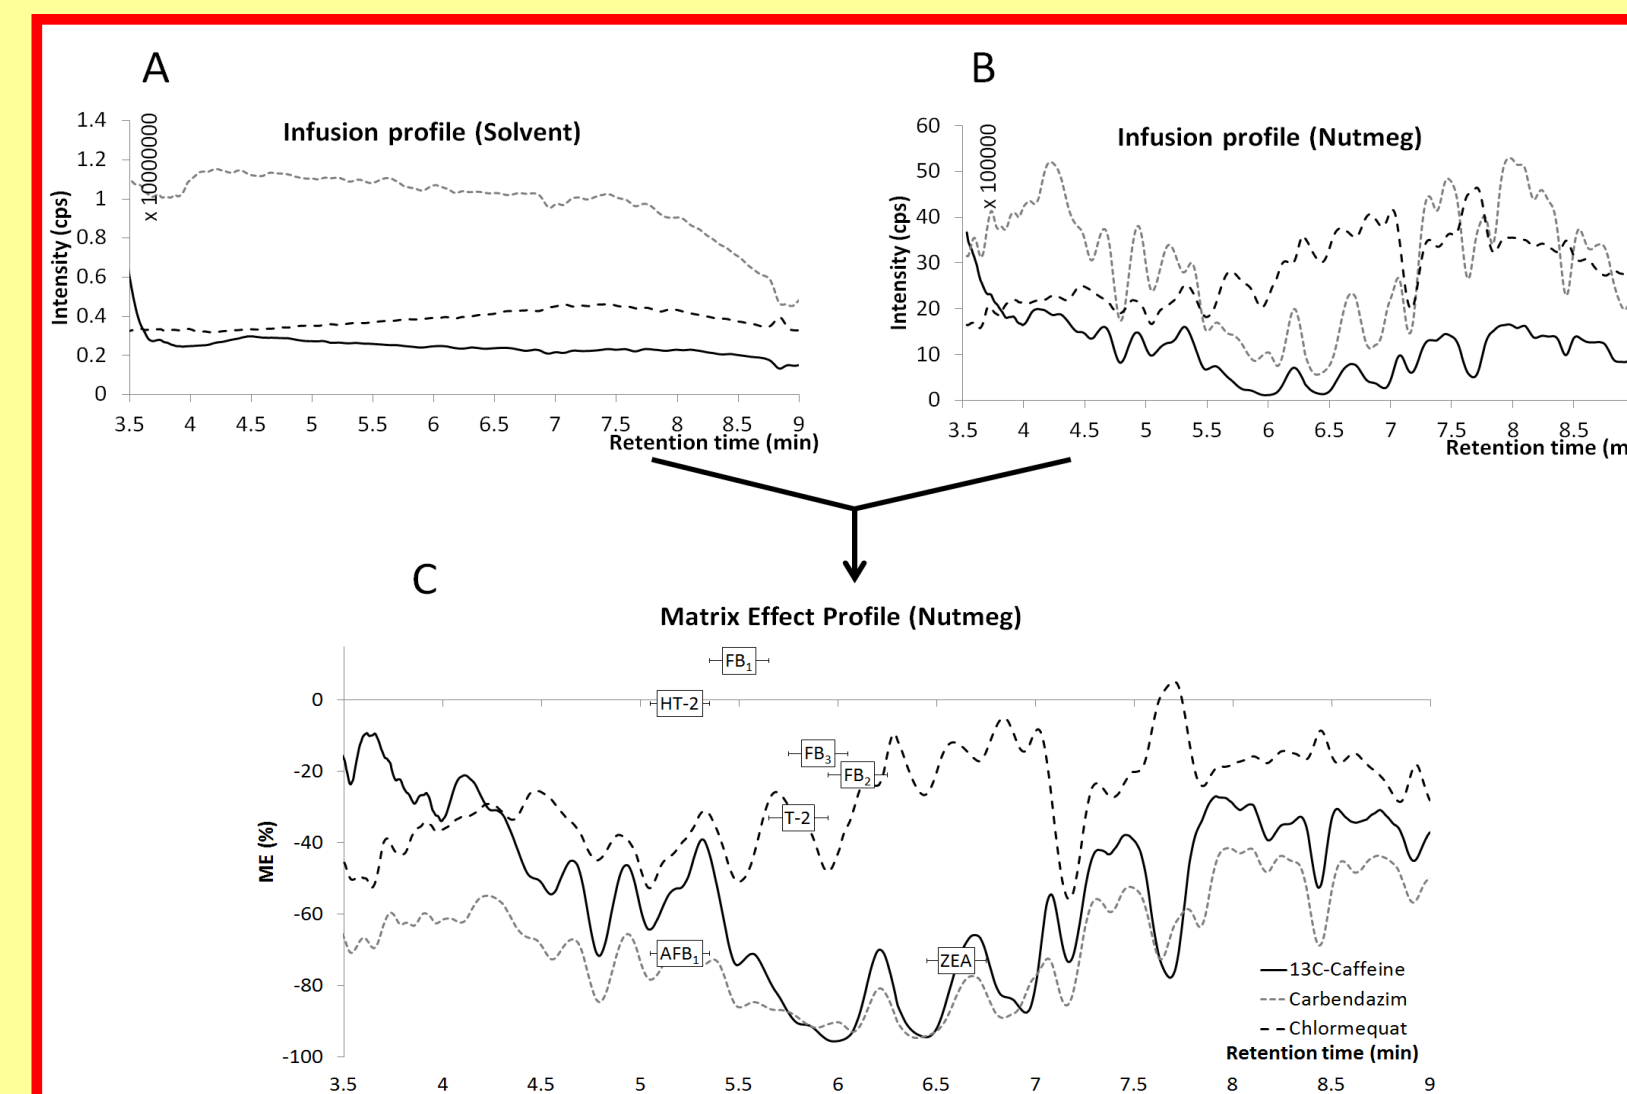 A
Infusion profile (Solvent)
x 10000000
Intensity (cps)
1.4
1.2
1
0.8
0.6
0.4
0.2
0
3.5 4 4.5 5 5.5 6 6.5 7 7.5 8 8.5 9
Retention time (min)
B
Infusion profile (Nutmeg)
x 100000
Intensity (cps)
60
50
40
30
20
10
0
3.5 4 4.5 5 5.5 6 6.5 7 7.5 8 8.5
Retention time (m
C
Matrix Effect Profile (Nutmeg)
ME (%)
0
-20
-40
-60
-80
-100
FB1
HT-2
FB3
FB2
T-2
AFB1
ZEA
13C-Caffeine
Carbendazim
Chlormequat
Retention time (min)
3.5 4 4.5 5 5.5 6 6.5 7 7.5 8 8.5 9